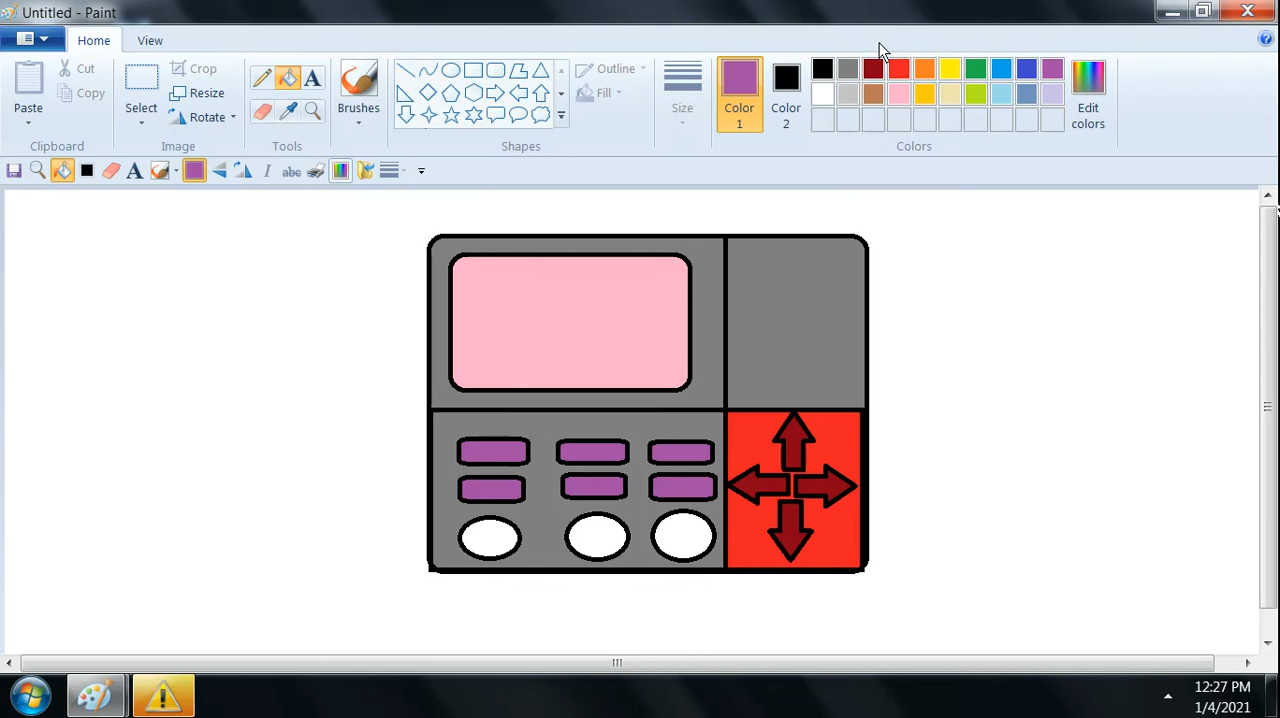 Untitled - Paint
Home View
Paste
Cut
Copy
Clipboard
Select
Crop
Resize
Rotate
Image
A
Tools
Brushes
Outline
Fill
Shapes
Size
Color 1
Color 2
Edit colors
Colors
A I abc
12:27 PM
1/4/2021